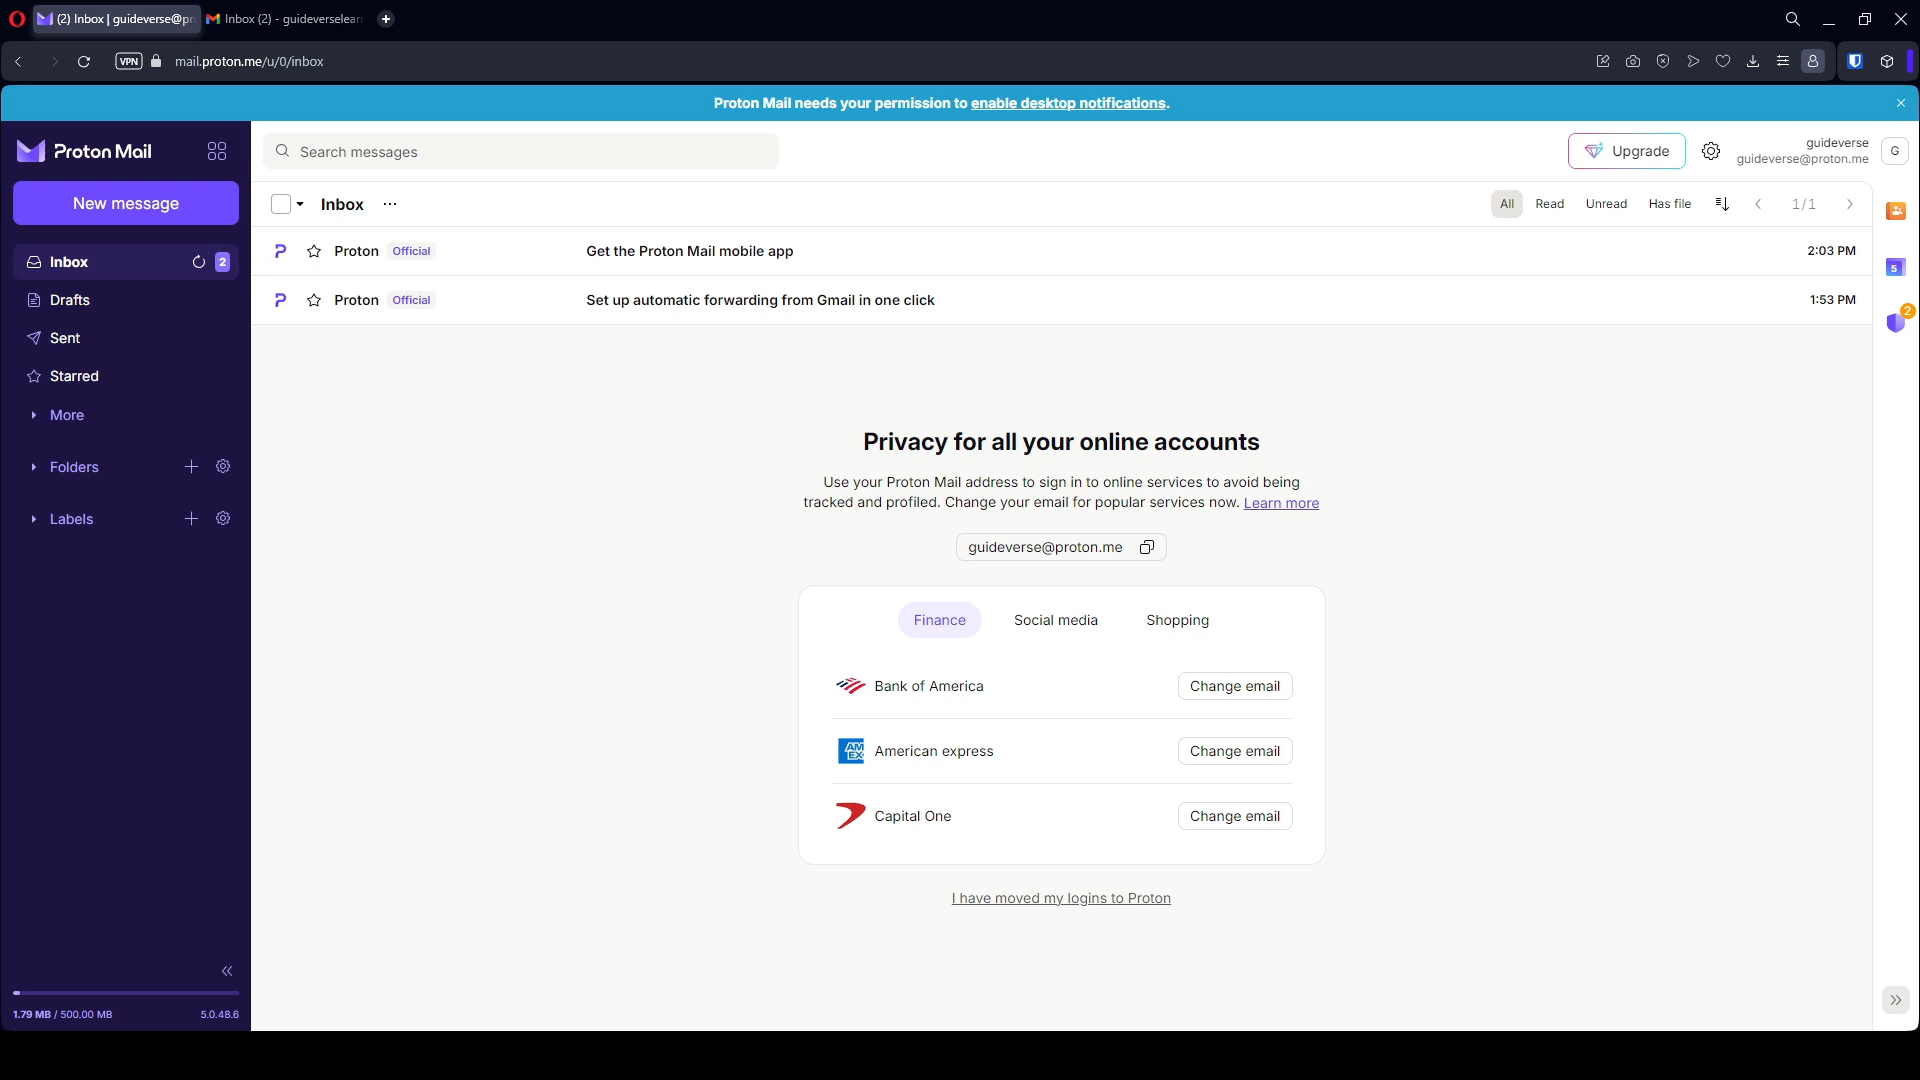 (2) Inbox | guideverse@pr
Inbox (2) - guideverselear
VPN
mail.proton.me/u/0/inbox
Proton Mail needs your permission to enable desktop notifications.
Proton Mail
Search messages
Upgrade
guideverse
guideverse@proton.me
G
New message
Inbox
All
Read
Unread
Has file
1/1
Inbox
2
Proton Official Get the Proton Mail mobile app 2:03 PM
5
Drafts
Proton Official Set up automatic forwarding from Gmail in one click 1:53 PM
2
Sent
Starred
More
Folders
Labels
Privacy for all your online accounts
Use your Proton Mail address to sign in to online services to avoid being
tracked and profiled. Change your email for popular services now. Learn more
guideverse@proton.me
Finance
Social media
Shopping
Bank of America Change email
AM
EX
American express Change email
Capital One Change email
I have moved my logins to Proton
1.79 MB / 500.00 MB
5.0.48.6